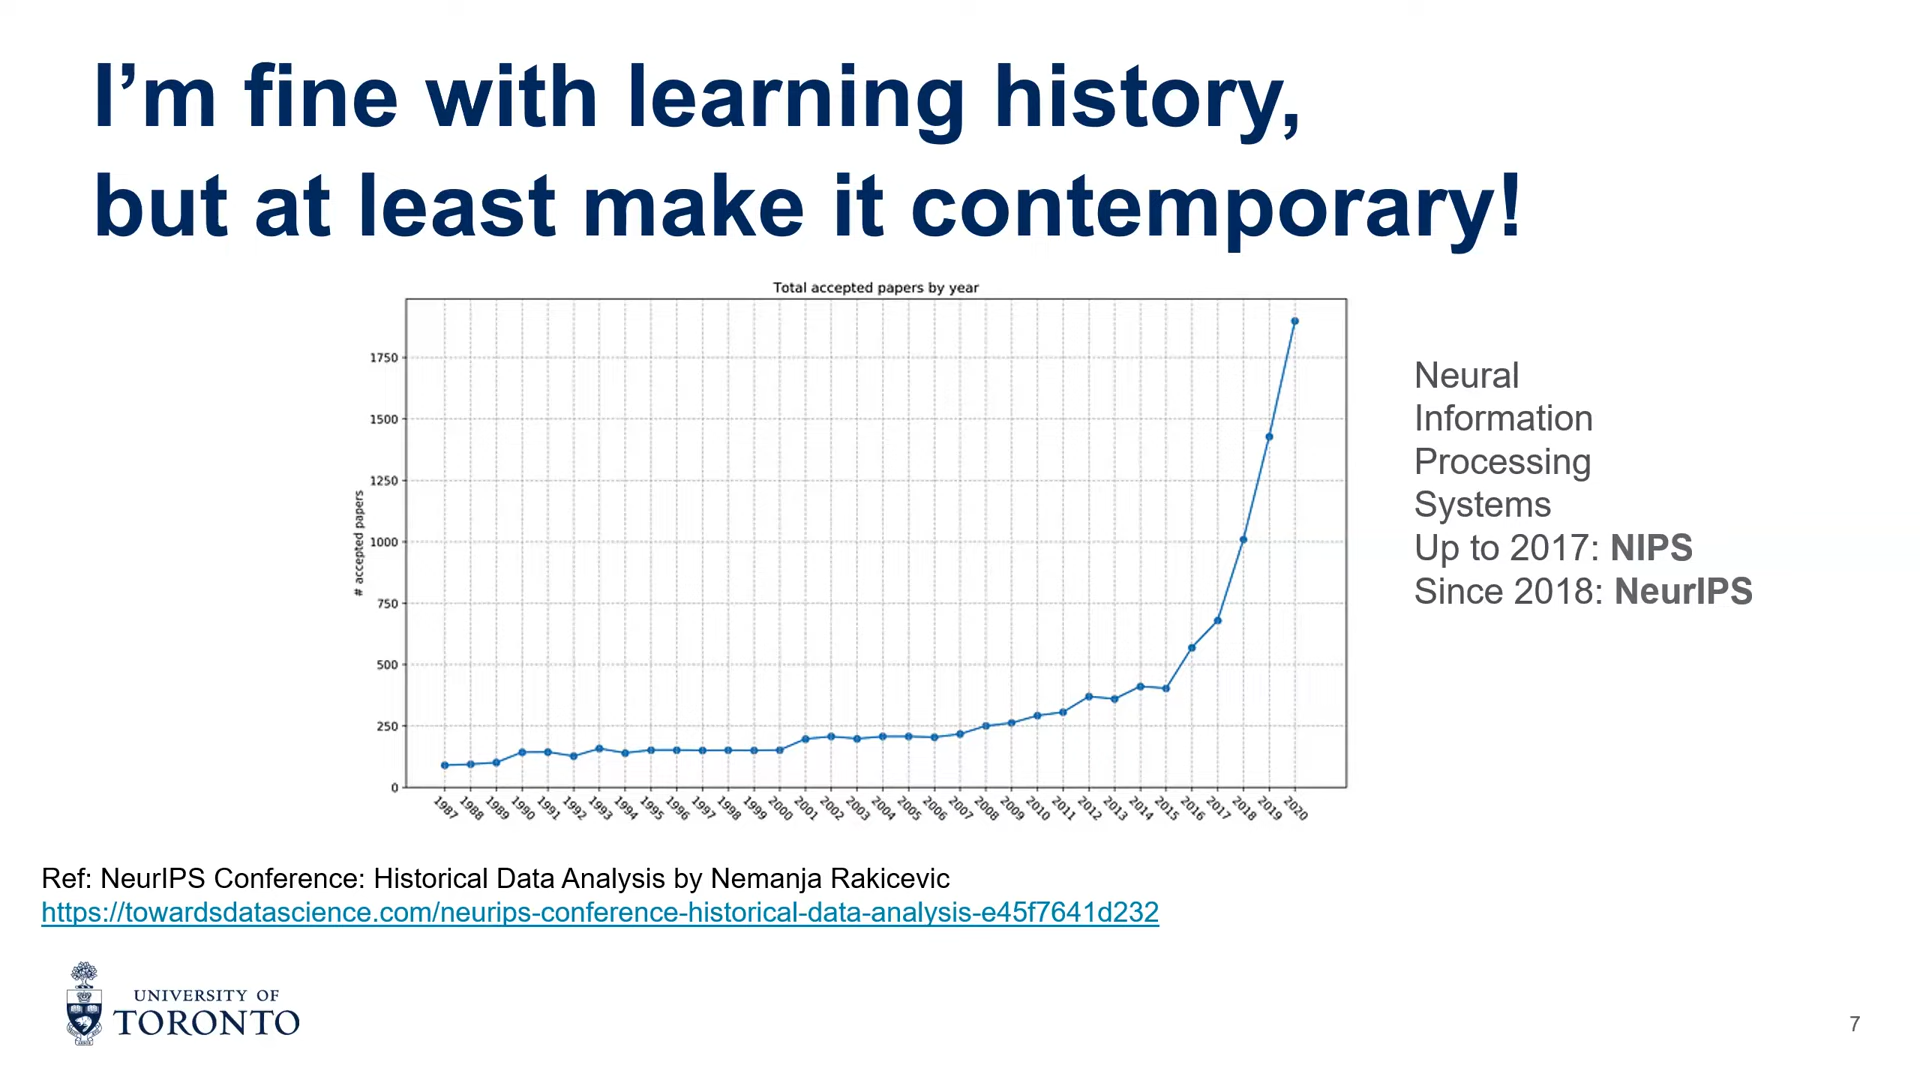 I’m fine with learning history,
but at least make it contemporary!
Total accepted papers by year
# accepted papers
1750
1500
1250
1000
750
500
250
0
1987 1988 1989 1990 1991 1992 1993 1994 1995 1996 1997 1998 1999 2000 2001 2002 2003 2004 2005 2006 2007 2008 2009 2010 2011 2012 2013 2014 2015 2016 2017 2018 2019 2020
Neural
Information
Processing
Systems
Up to 2017: NIPS
Since 2018: NeurIPS
Ref: NeurIPS Conference: Historical Data Analysis by Nemanja Rakicevic
https://towardsdatascience.com/neurips-conference-historical-data-analysis-e45f7641d232
UNIVERSITY OF
TORONTO
7